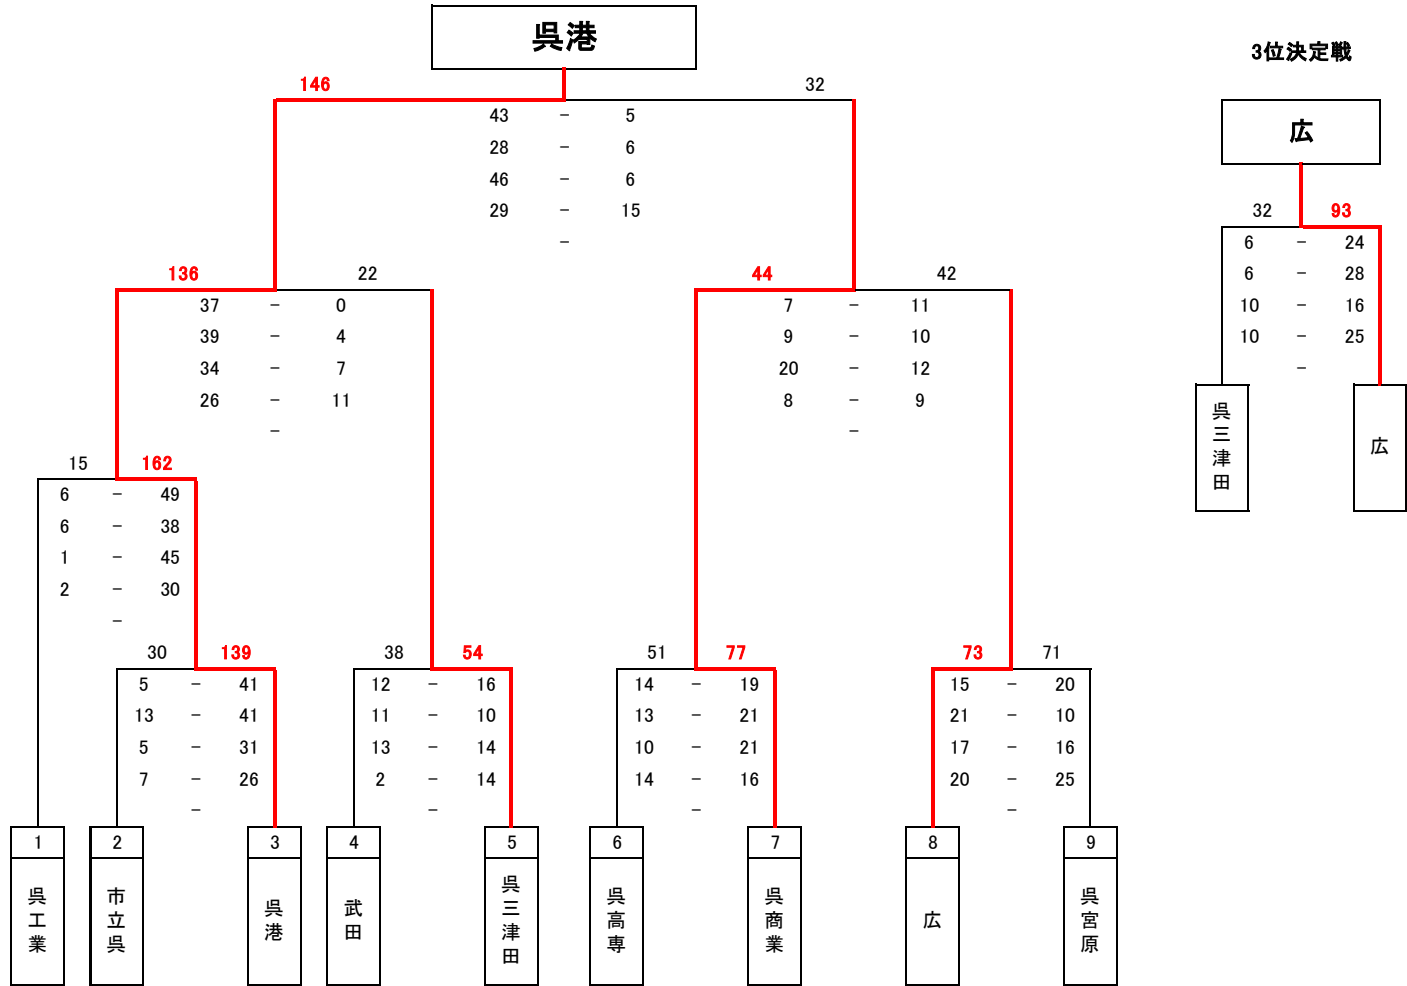 呉港
3位決定戦
146 32
43 - 5
28 - 6
46 - 6
29 - 15
-
広
32 93
6 - 24
6 - 28
10 - 16
10 - 25
-
呉三津田
広
136 22
37 - 0
39 - 4
34 - 7
26 - 11
-
44 42
7 - 11
9 - 10
20 - 12
8 - 9
-
15 162
6 - 49
6 - 38
1 - 45
2 - 30
-
30 139
5 - 41
13 - 41
5 - 31
7 - 26
-
38 54
12 - 16
11 - 10
13 - 14
2 - 14
51 77
14 - 19
13 - 21
10 - 21
14 - 16
-
73 71
15 - 20
21 - 10
17 - 16
20 - 25
-
1 2 3 4 5 6 7 8 9
呉工業
市立呉
呉港
武田
呉三津田
呉高専
呉商業
広
呉宮原